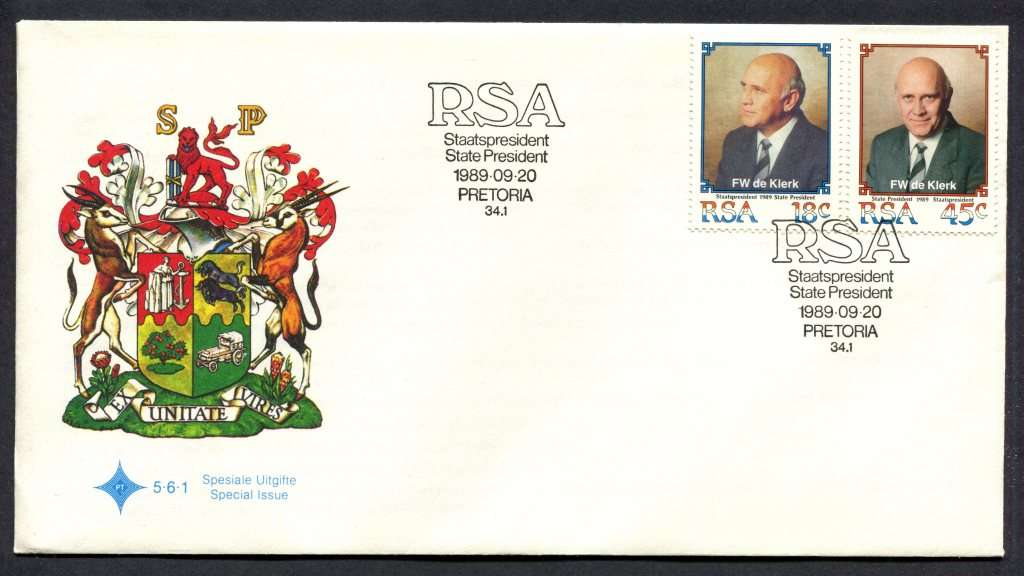 S P
EX UNITATE VIRES
5·6·1
Spesiale Uitgifte
Special Issue
PT
RSA
Staatspresident
State President
1989·09·20
PRETORIA
34.1
FW de Klerk
Staatspresident 1989 State President
RSA 18c
FW de Klerk
State President 1989 Staatspresident
RSA 45c
RSA
Staatspresident
State President
1989·09·20
PRETORIA
34.1